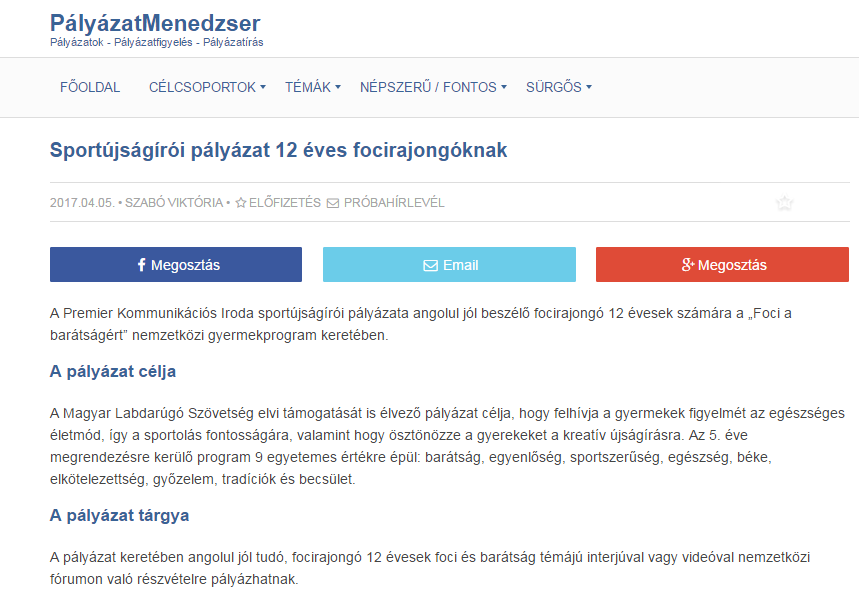 PályázatMenedzser
Pályázatok - Pályázatfigyelés - Pályázatírás
FŐOLDAL CÉLCSOPORTOK TÉMÁK NÉPSZERŰ / FONTOS SÜRGŐS
Sportújságírói pályázat 12 éves focirajongóknak
2017.04.05. • SZABÓ VIKTÓRIA • ELŐFIZETÉS PRÓBAHÍRLEVÉL
Megosztás Email Megosztás
A Premier Kommunikációs Iroda sportújságírói pályázata angolul jól beszélő focirajongó 12 évesek számára a „Foci a
barátságért” nemzetközi gyermekprogram keretében.
A pályázat célja
A Magyar Labdarúgó Szövetség elvi támogatását is élvező pályázat célja, hogy felhívja a gyermekek figyelmét az egészséges
életmód, így a sportolás fontosságára, valamint hogy ösztönözze a gyerekeket a kreatív újságírásra. Az 5. éve
megrendezésre kerülő program 9 egyetemes értékre épül: barátság, egyenlőség, sportszerűség, egészség, béke,
elkötelezettség, győzelem, tradíciók és becsület.
A pályázat tárgya
A pályázat keretében angolul jól tudó, focirajongó 12 évesek foci és barátság témájú interjúval vagy videóval nemzetközi
fórumon való részvételre pályázhatnak.